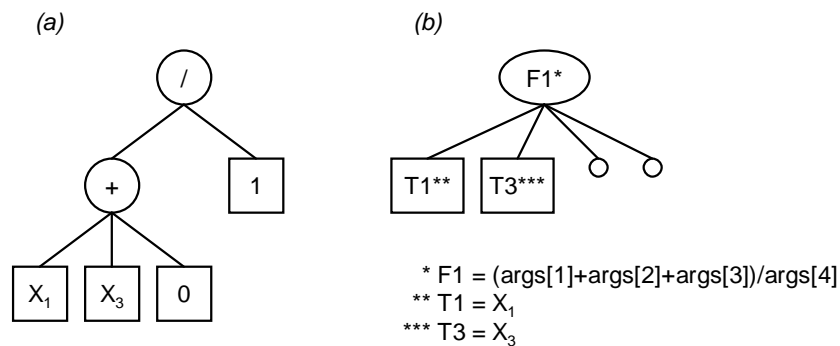 (a)
(b)
/
F1*
+
1
T1**
T3***
X₁
X₃
0
* F1 = (args[1]+args[2]+args[3])/args[4]
** T1 = X₁
*** T3 = X₃